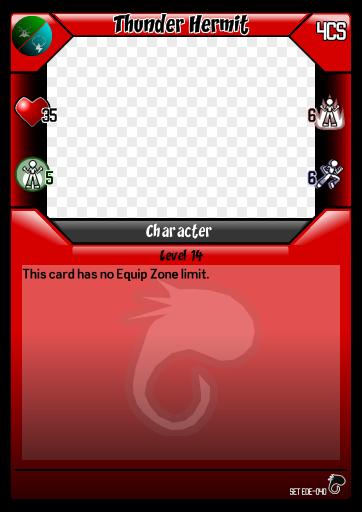 Thunder Hermit
4CS
35
6
5
6
Character
Level 14
This card has no Equip Zone limit.
SET EOE-040